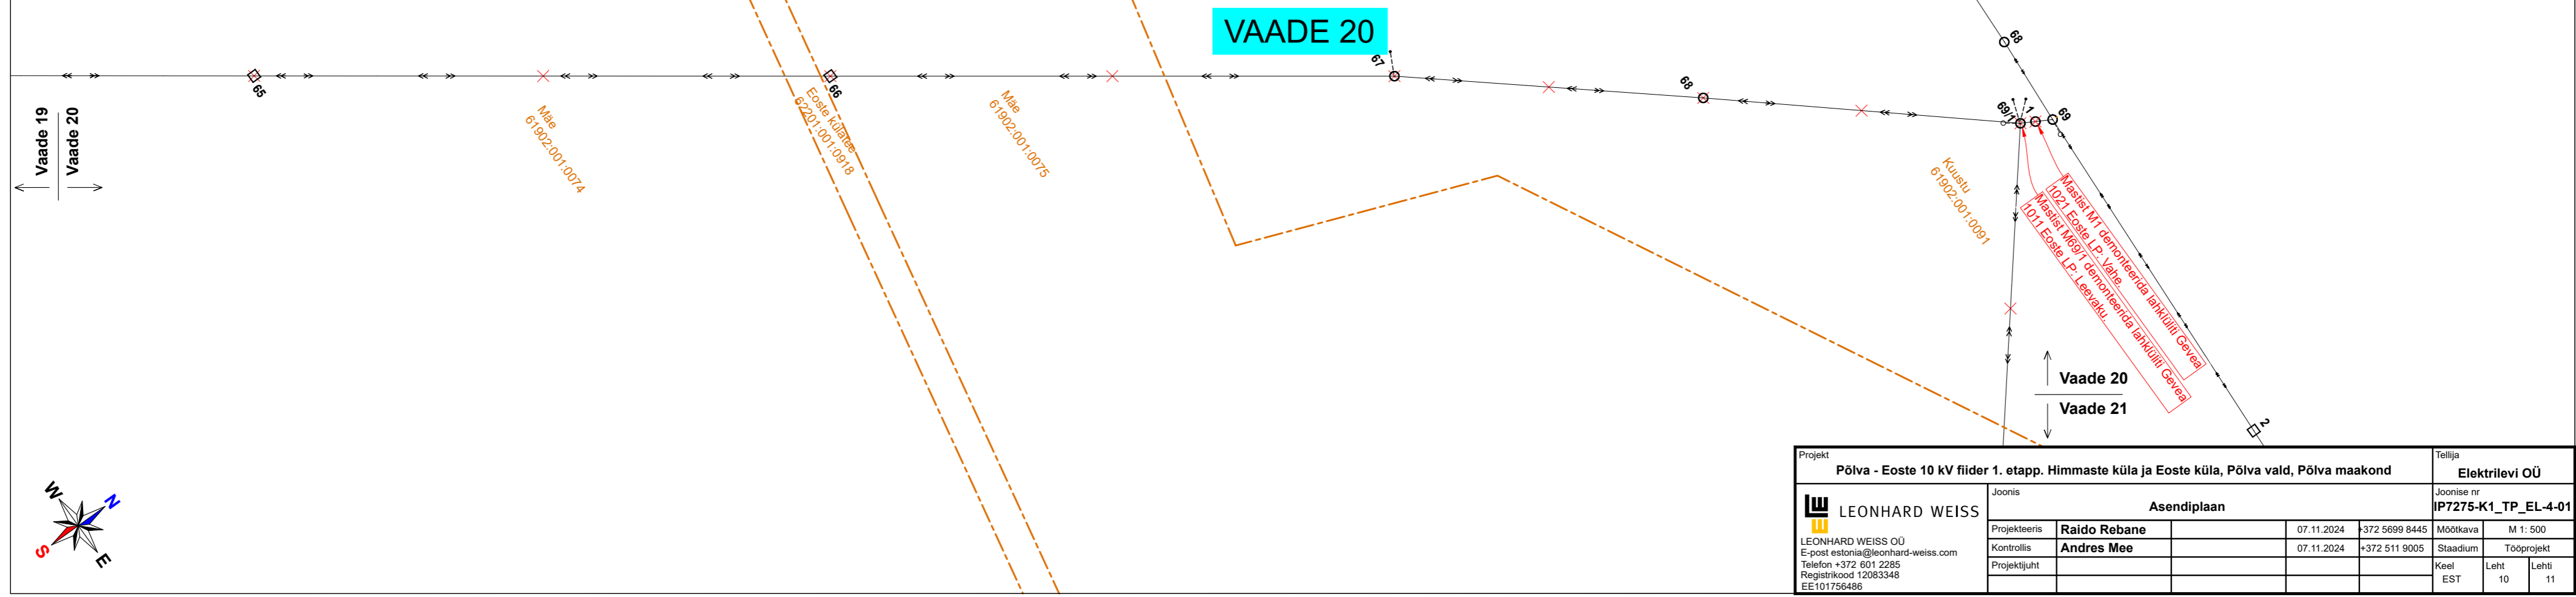 VAADE 20
65
66
67
68
69/1
1
69
68
2
Vaade 19
Vaade 20
Mäe
61902:001:0074
Eoste külatee
62201:001:0918
Mäe
61902:001:0075
Kuustu
61902:001:0091
Mastist M1 demonteerida lahklüliti Gevea
1021 Eoste LP: Vahe.
Mastist M69/1 demonteerida lahklüliti Gevea
1011 Eoste LP: Leevaku.
Vaade 20
Vaade 21
W
N
S
E
Projekt
Põlva - Eoste 10 kV fiider 1. etapp. Himmaste küla ja Eoste küla, Põlva vald, Põlva maakond
Tellija
Elektrilevi OÜ
LEONHARD WEISS
LEONHARD WEISS OÜ
E-post estonia@leonhard-weiss.com
Telefon +372 601 2285
Registrikood 12083348
EE101756486
Joonis
Asendiplaan
Joonise nr
IP7275-K1_TP_EL-4-01
Projekteeris Raido Rebane 07.11.2024 +372 5699 8445 Mõõtkava M 1: 500
Kontrollis Andres Mee 07.11.2024 +372 511 9005 Staadium Tööprojekt
Projektijuht
Keel Leht Lehti
EST 10 11